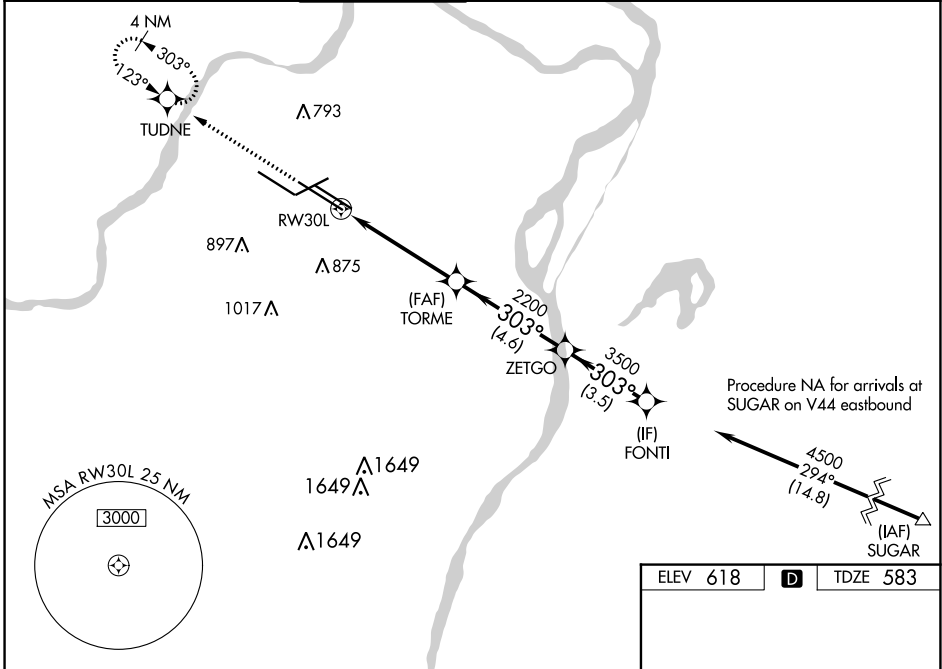 4 NM
303°
123°
TUDNE
793
RW30L
897
875
1017
(FAF)
TORME
2200
303°
(4.6)
ZETGO
3500
303°
(3.5)
(IF)
FONTI
Procedure NA for arrivals at
SUGAR on V44 eastbound
4500
294°
(14.8)
(IAF)
SUGAR
1649
1649
1649
MSA RW30L 25 NM
3000
ELEV 618 D TDZE 583